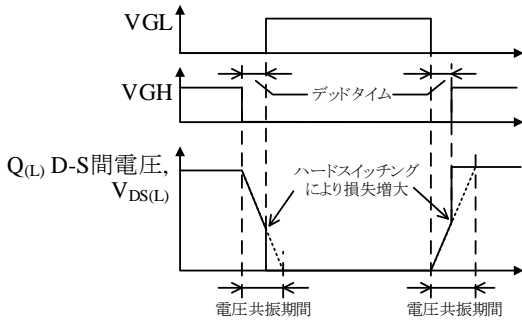 VGL
VGH
デッドタイム
Q(L) D-S間電圧,
VDS(L)
ハードスイッチング
により損失増大
電圧共振期間
電圧共振期間